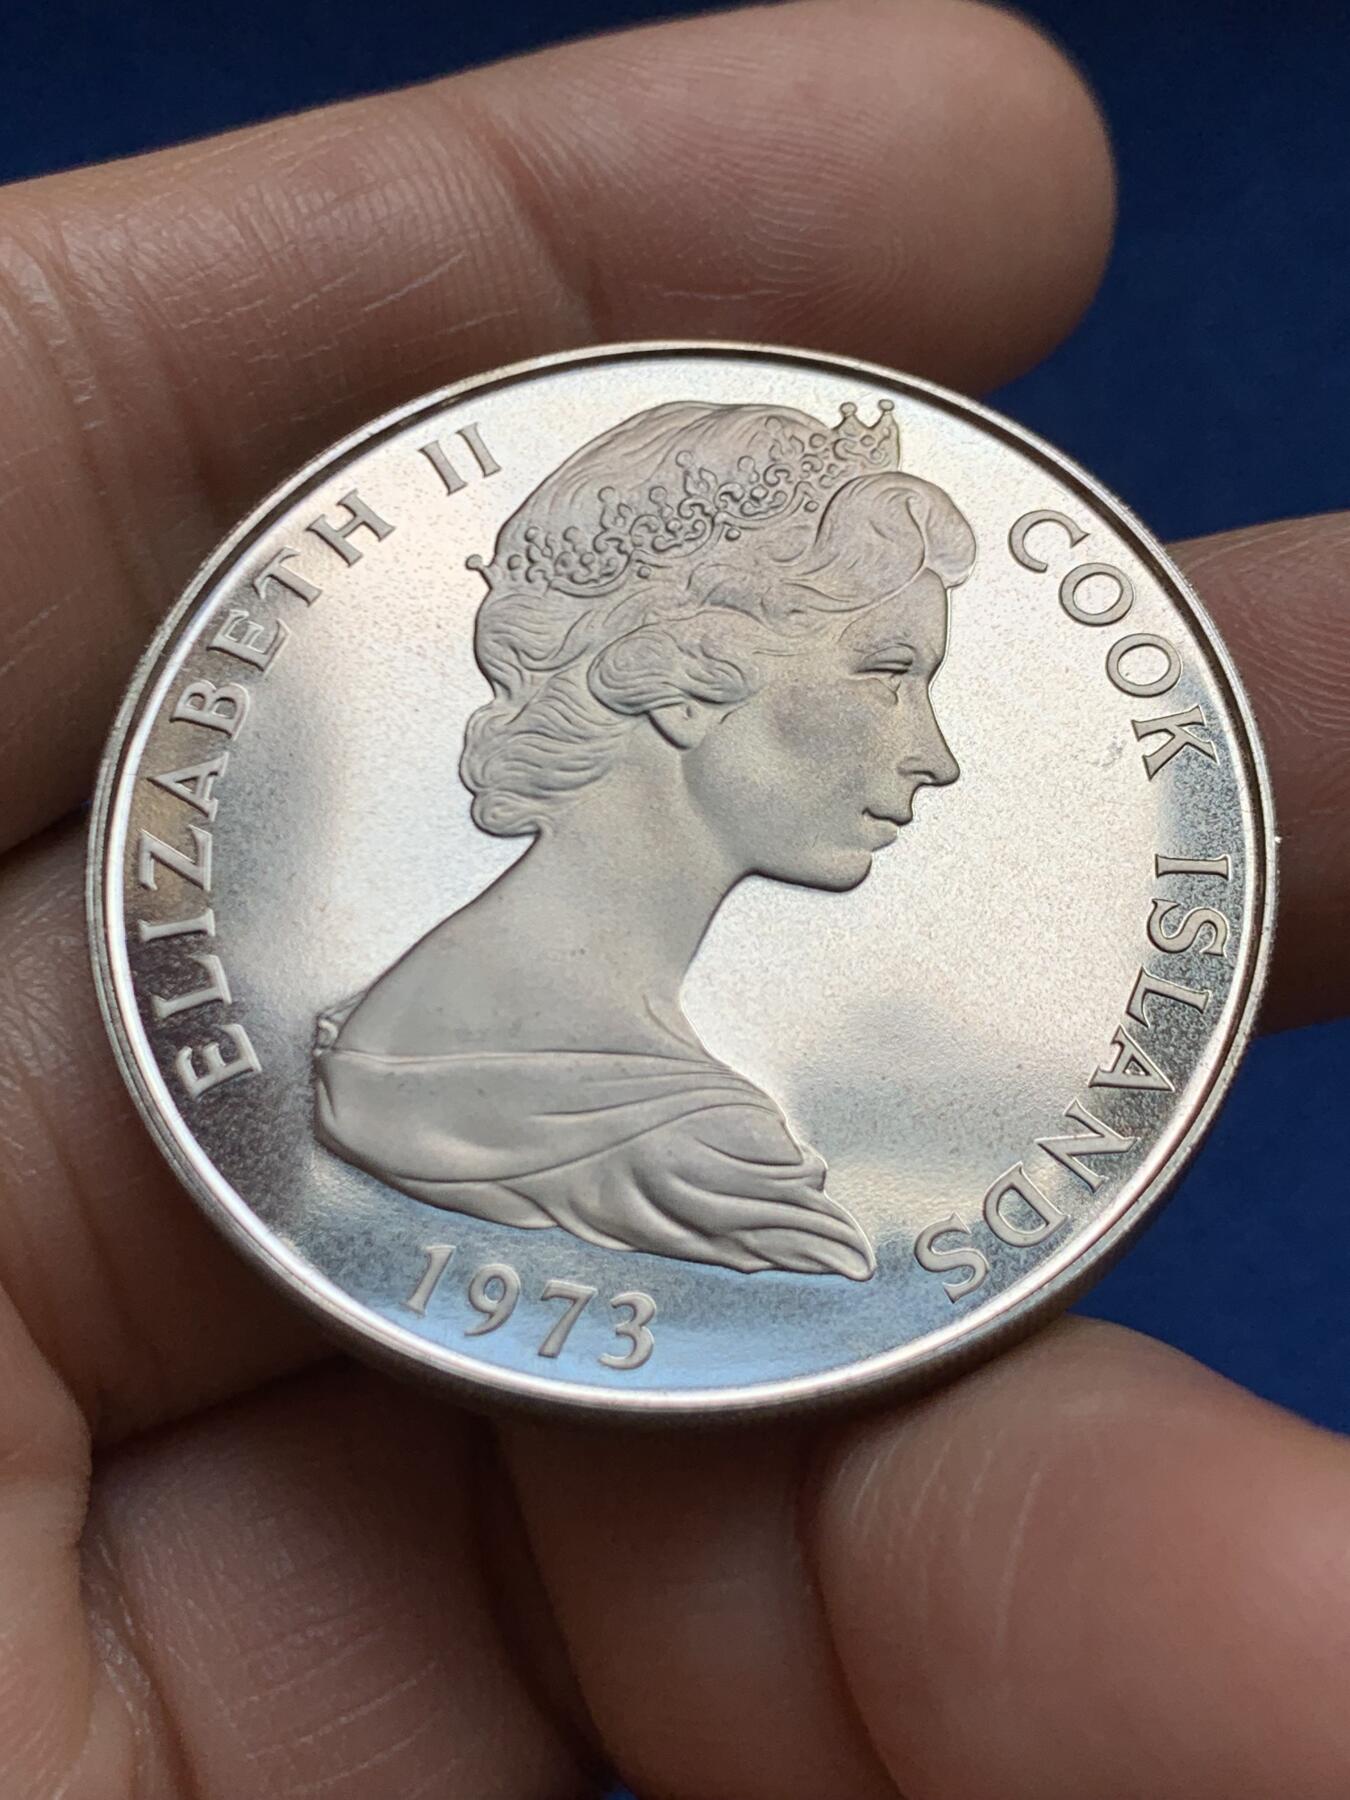 ELIZABETH II
COOK ISLANDS
1973